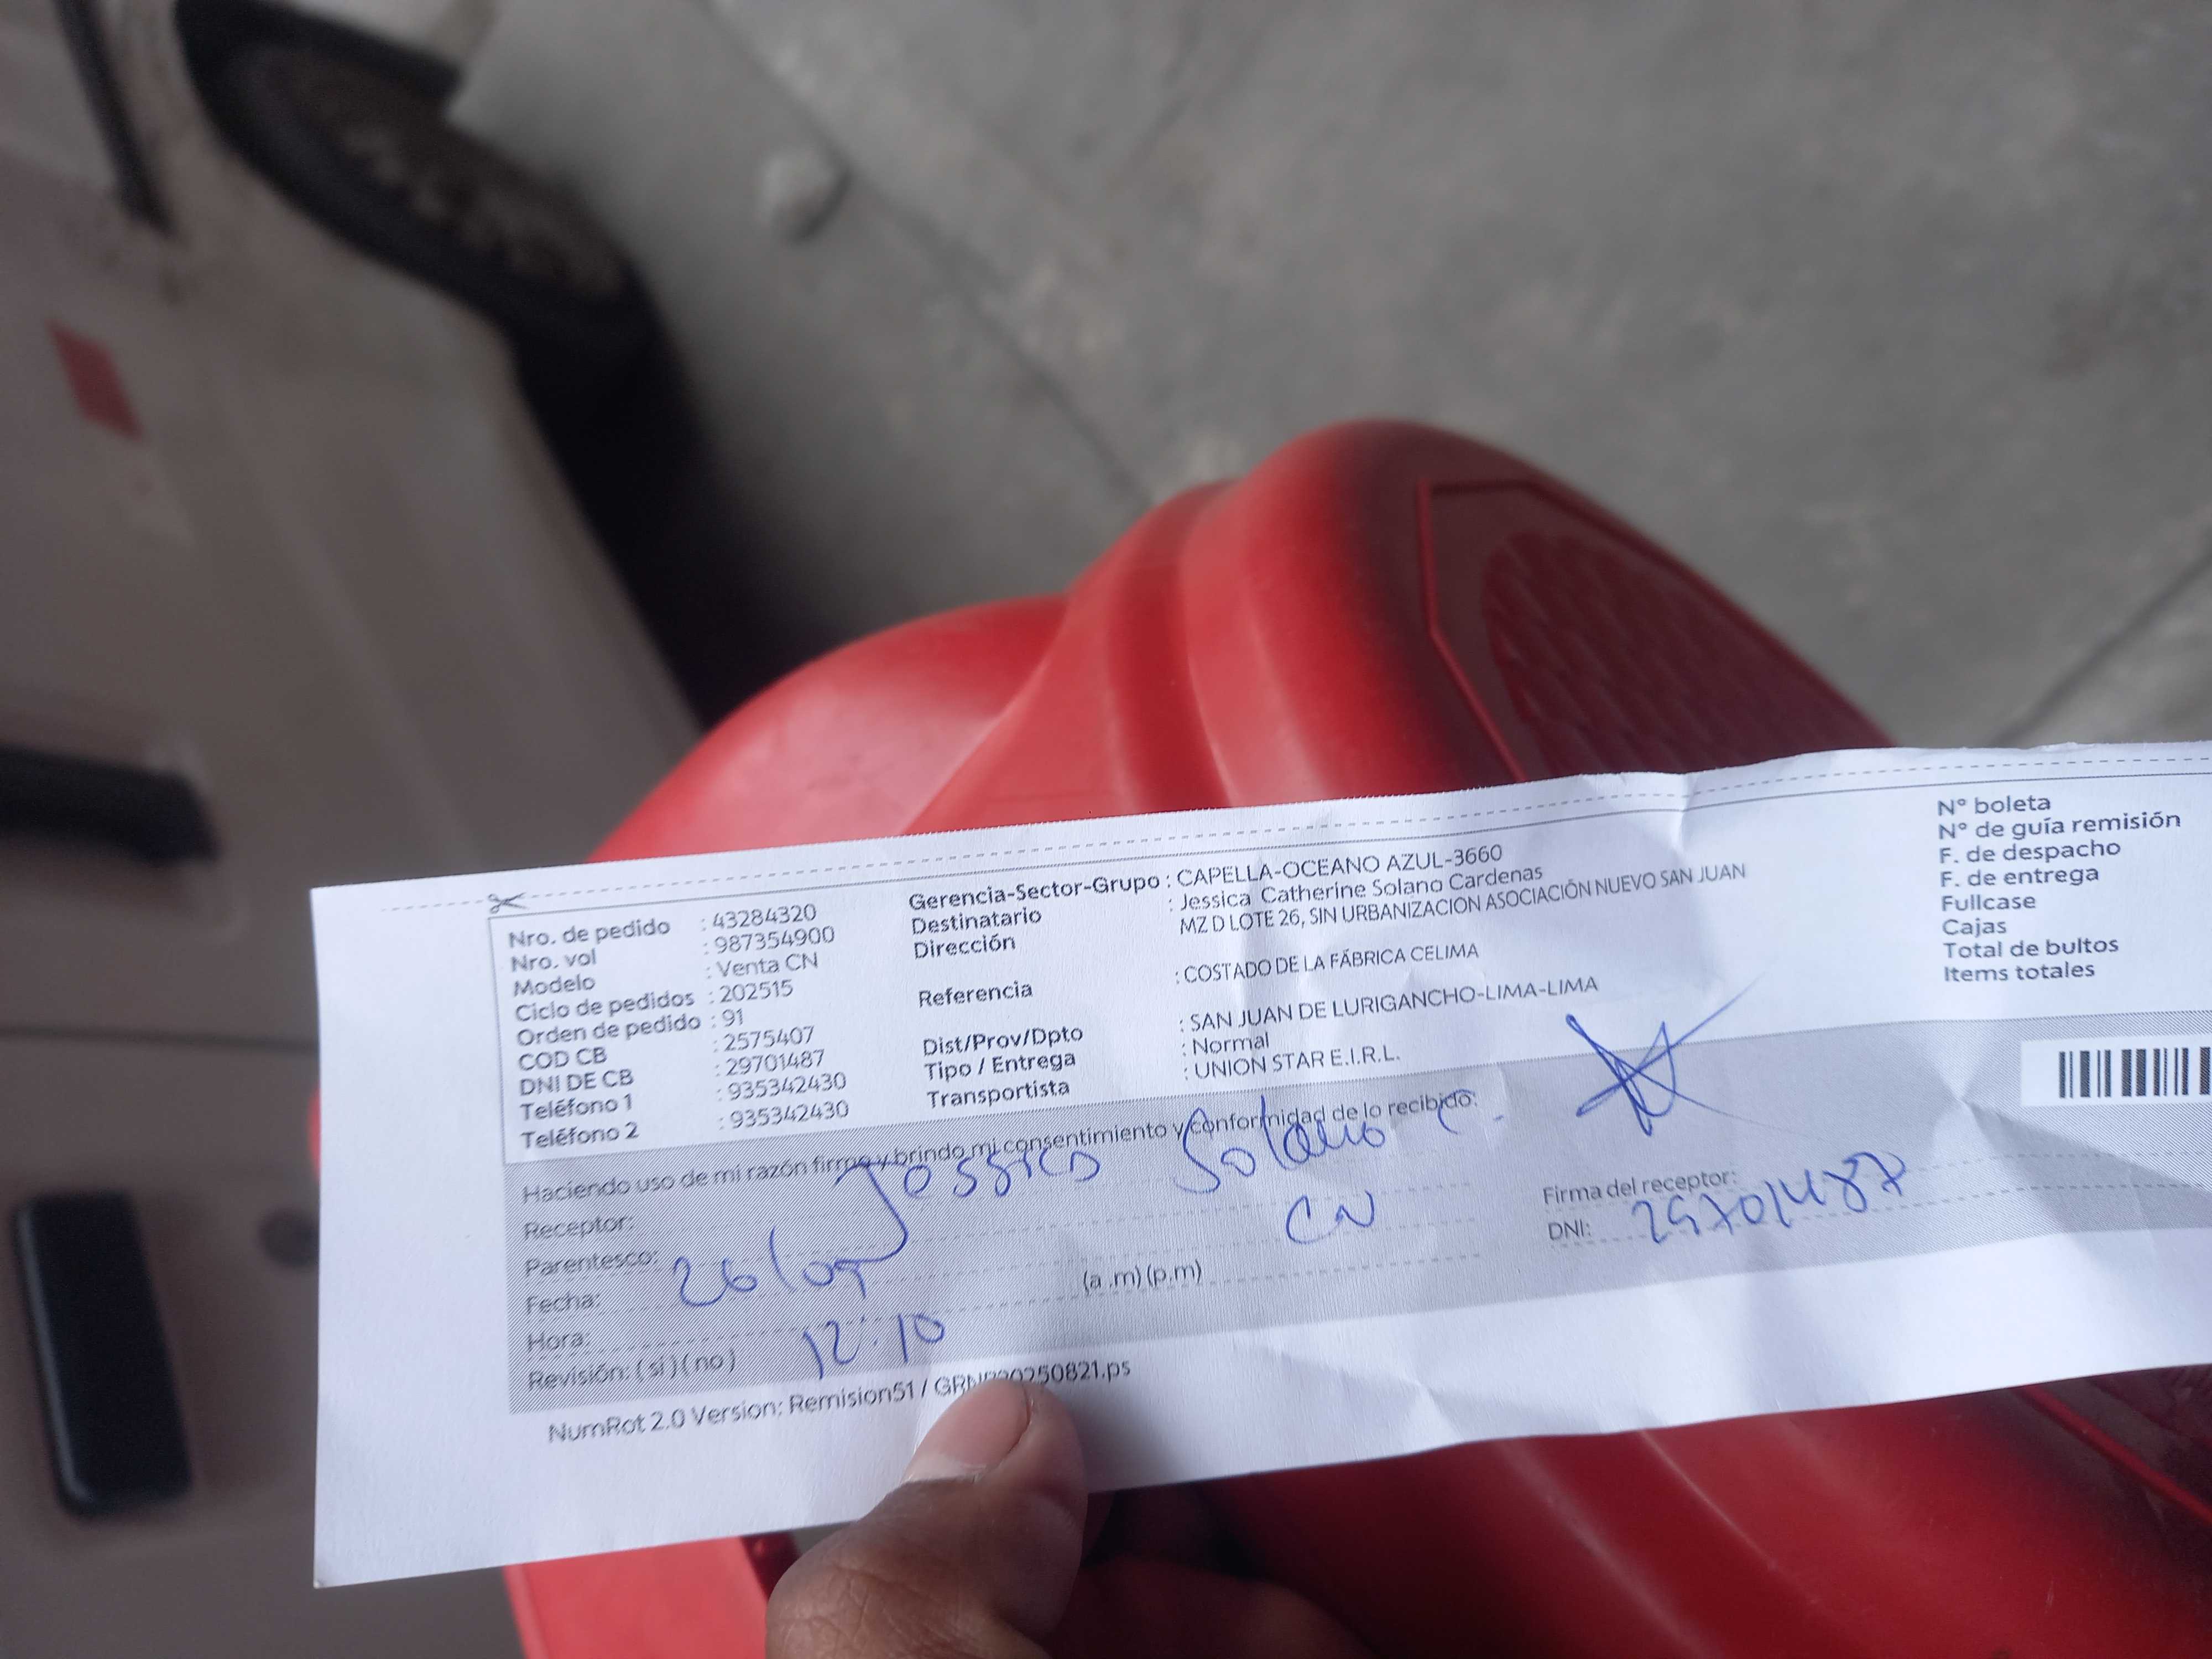 Nro. de pedido : 43284320
Nro. vol : 987354900
Modelo : Venta CN
Ciclo de pedidos : 202515
Orden de pedido : 91
COD CB : 2575407
DNI DE CB : 29701487
Teléfono 1 : 935342430
Teléfono 2 : 935342430
Gerencia-Sector-Grupo : CAPELLA-OCEANO AZUL-3660
Destinatario : Jessica Catherine Solano Cardenas
Dirección MZ D LOTE 26, SIN URBANIZACION ASOCIACIÓN NUEVO SAN JUAN
Referencia : COSTADO DE LA FÁBRICA CELIMA
Dist/Prov/Dpto : SAN JUAN DE LURIGANCHO-LIMA-LIMA
Tipo / Entrega : Normal
Transportista : UNION STAR E.I.R.L.
N° boleta
N° de guía remisión
F. de despacho
F. de entrega
Fullcase
Cajas
Total de bultos
Items totales
Haciendo uso de mi razón firmo y brindo mi consentimiento y conformidad de lo recibido:
Receptor: Jessica Solano C.
Parentesco: CN
Fecha: 26/09
Hora: 12:10 (a.m)(p.m)
Revisión: (si)(no)
Firma del receptor:
DNI: 29701487
NumRot 2.0 Version: Remision51 / 20250821.ps